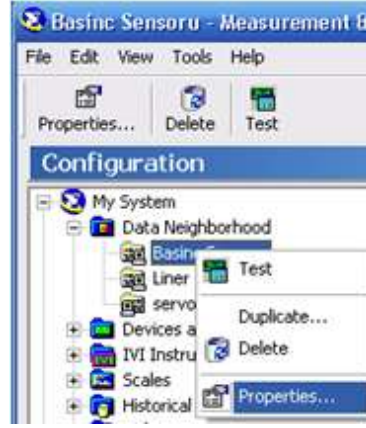 Basinc Sensoru - Measurement &
File Edit View Tools Help
Properties... Delete Test
Configuration
My System
Data Neighborhood
Basinc
Test
Liner
servo
Duplicate...
Devices a
Delete
IVI Instru
Scales
Properties...
Historical